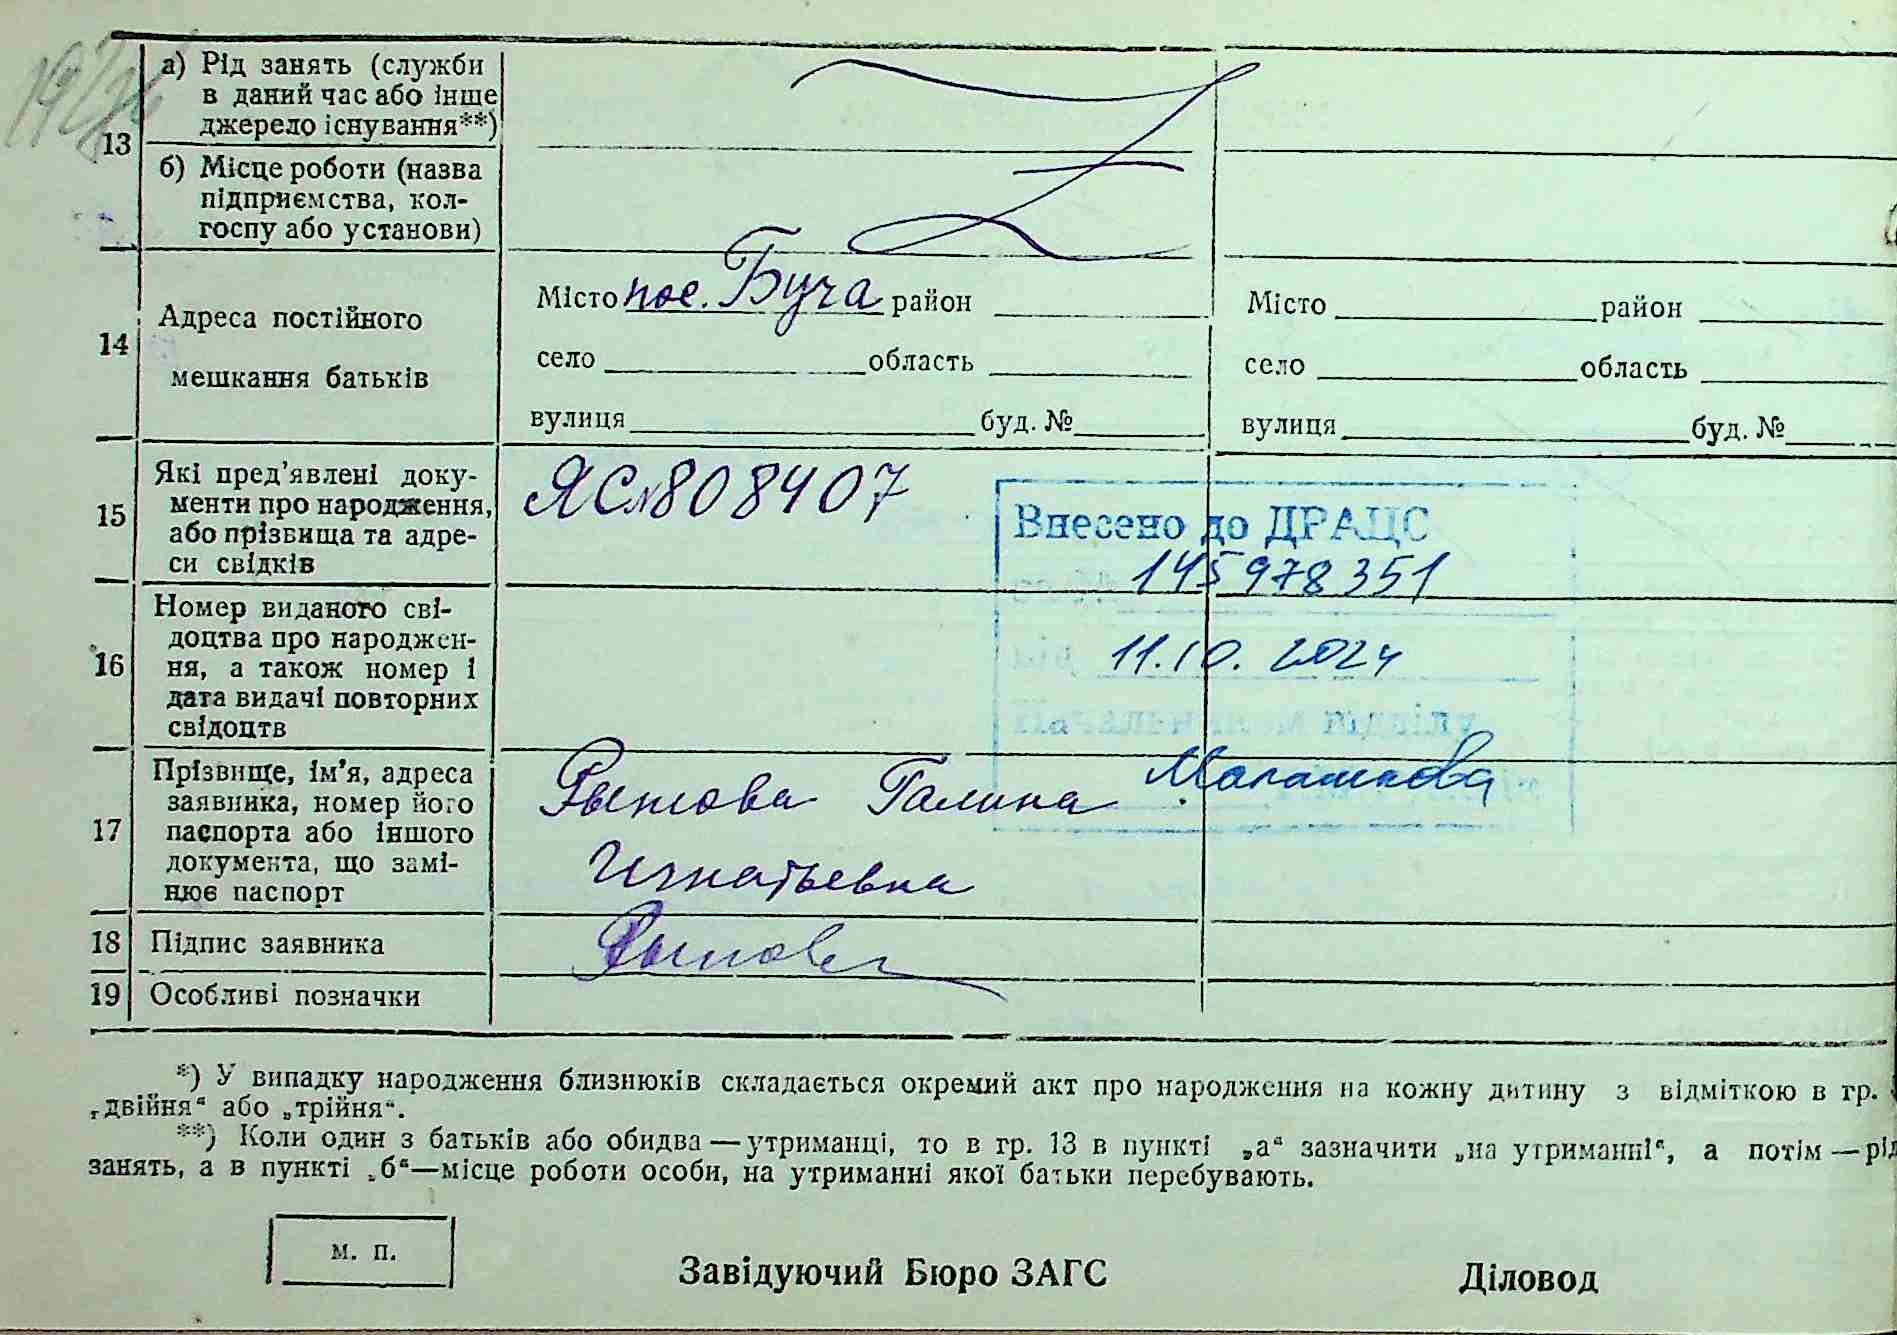 13
а) Рід занять (служби
в даний час або інше
джерело існування**)
б) Місце роботи (назва
підприємства, кол-
госпу або установи)
14
Адреса постійного
мешкання батьків
Місто пос. Буча район
село область
вулиця буд. №
Місто район
село область
вулиця буд. №
15
Які пред'явлені доку-
менти про народження,
або прізвища та адре-
си свідків
ЯС№808407
Внесено до ДРАЦС
145978351
від 11.10.2024
16
Номер виданого сві-
доцтва про народжен-
ня, а також номер і
дата видачі повторних
свідоцтв
17
Прізвище, ім'я, адреса
заявника, номер його
паспорта або іншого
документа, що замі-
нює паспорт
Галина
Игнатьевна
18 Підпис заявника
19 Особливі позначки
*) У випадку народження близнюків складається окремий акт про народження на кожну дитину з відміткою в гр.
„двійня“ або „трійня“.
**) Коли один з батьків або обидва — утриманці, то в гр. 13 в пункті „а“ зазначити „на утриманні“, а потім — рід
занять, а в пункті „б“—місце роботи особи, на утриманні якої батьки перебувають.
м. п.
Завідуючий Бюро ЗАГС
Діловод